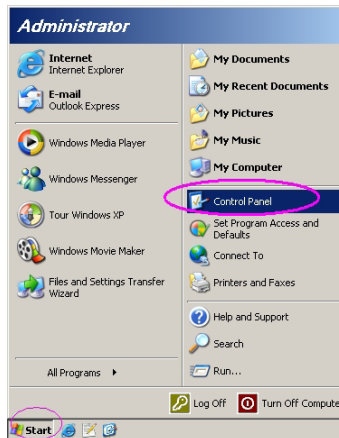 Administrator
Internet
Internet Explorer
E-mail
Outlook Express
Windows Media Player
Windows Messenger
Tour Windows XP
Windows Movie Maker
Files and Settings Transfer
Wizard
All Programs
My Documents
My Recent Documents
My Pictures
My Music
My Computer
Control Panel
Set Program Access and
Defaults
Connect To
Printers and Faxes
Help and Support
Search
Run...
Log Off
Turn Off Compute
Start